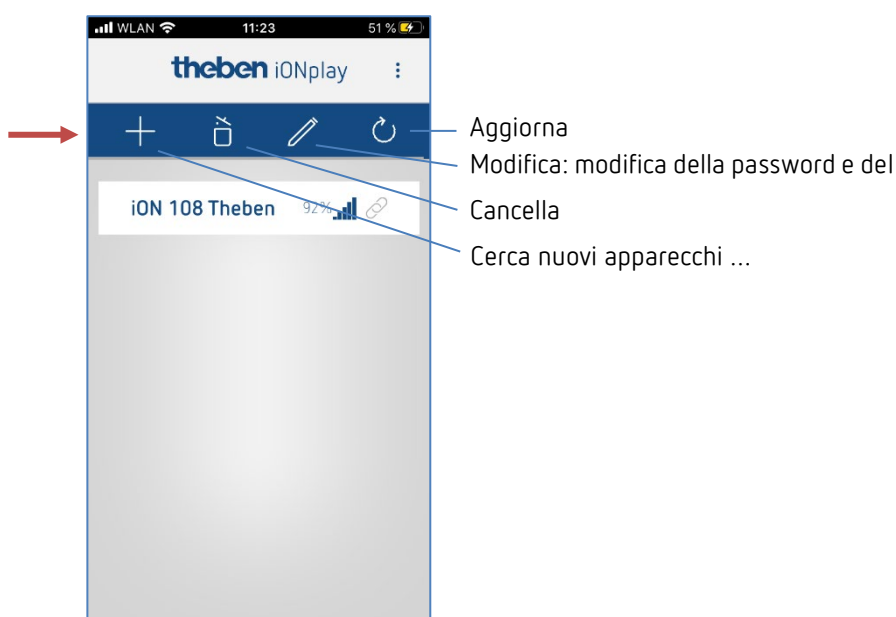 WLAN 11:23 51 %
theben iONplay
Aggiorna
Modifica: modifica della password e del
Cancella
iON 108 Theben 92%
Cerca nuovi apparecchi ...